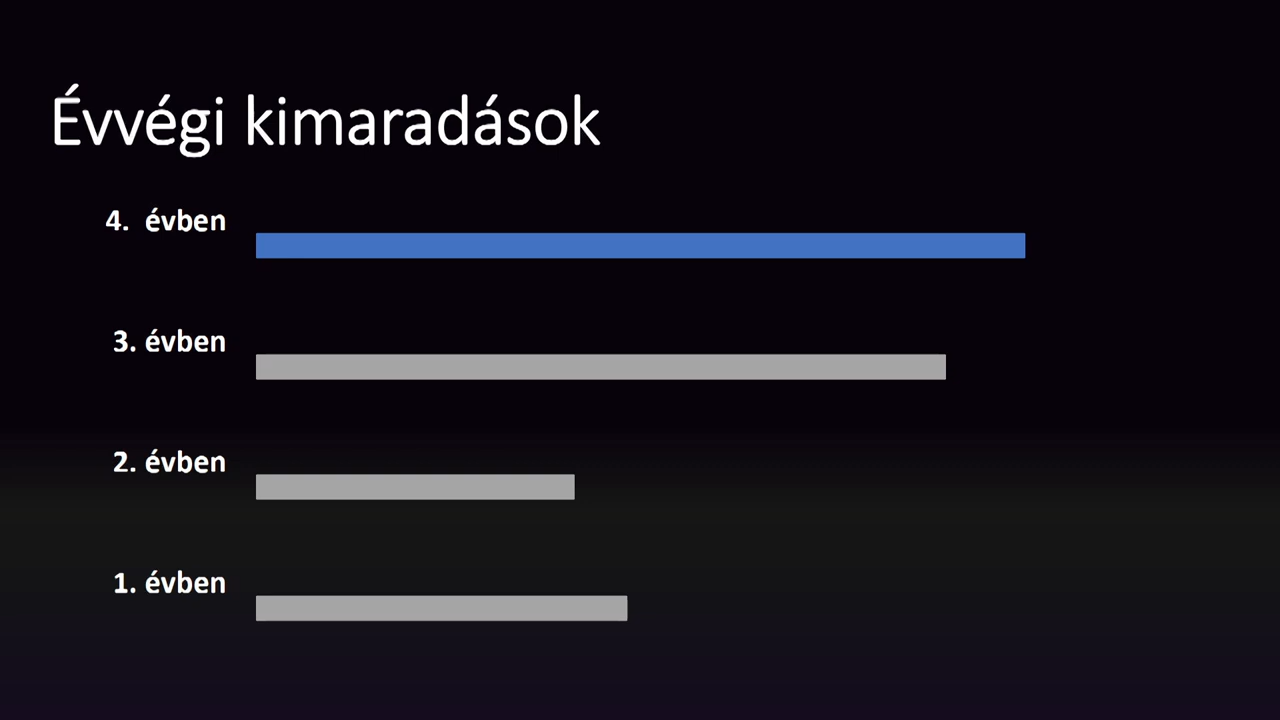 Évvégi kimaradások
4. évben
3. évben
2. évben
1. évben